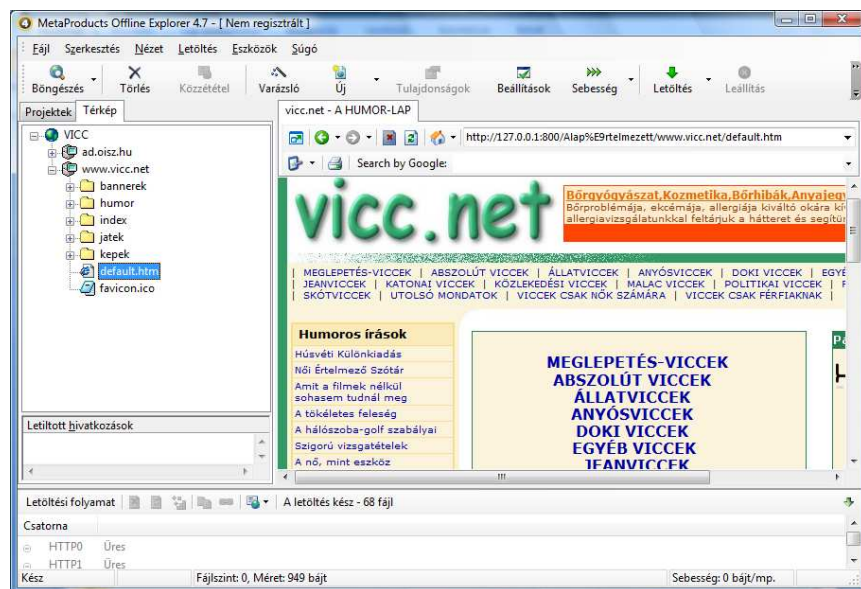 MetaProducts Offline Explorer 4.7 - [ Nem regisztrált ]
Fájl Szerkesztés Nézet Letöltés Eszközök Súgó
Böngészés Törlés Közzététel Varázsló Új Tulajdonságok Beállítások Sebesség Letöltés Leállítás
Projektek Térkép
VICC
ad.oisz.hu
www.vicc.net
bannerek
humor
index
jatek
kepek
default.htm
favicon.ico
Letiltott hivatkozások
vicc.net - A HUMOR-LAP
http://127.0.0.1:800/Alap%E9rtelmezett/www.vicc.net/default.htm
Search by Google:
vicc.net
Bőrgyógyászat,Kozmetika,Bőrhibák,Anyajegy
Bőrproblémája, ekcémája, allergiája kiváltó okára kí
allergiavizsgálatunkkal feltárjuk a hátteret és segítü
| MEGLEPETÉS-VICCEK | ABSZOLÚT VICCEK | ÁLLATVICCEK | ANYÓSVICCEK | DOKI VICCEK | EGYÉ
| JEANVICCEK | KATONAI VICCEK | KÖZLEKEDÉSI VICCEK | MALAC VICCEK | POLITIKAI VICCEK |
| SKÓTVICCEK | UTOLSÓ MONDATOK | VICCEK CSAK NŐK SZÁMÁRA | VICCEK CSAK FÉRFIAKNAK |
Humoros írások
Húsvéti Különkiadás
Női Értelmező Szótár
Amit a filmek nélkül
sohasem tudnál meg
A tökéletes feleség
A hálószoba-golf szabályai
Szigorú vizsgatételek
A nő, mint eszköz
MEGLEPETÉS-VICCEK
ABSZOLÚT VICCEK
ÁLLATVICCEK
ANYÓSVICCEK
DOKI VICCEK
EGYÉB VICCEK
JEANVICCEK
Letöltési folyamat A letöltés kész - 68 fájl
Csatorna
HTTP0 Üres
HTTP1 Üres
Kész Fájlszint: 0, Méret: 949 bájt Sebesség: 0 bájt/mp.